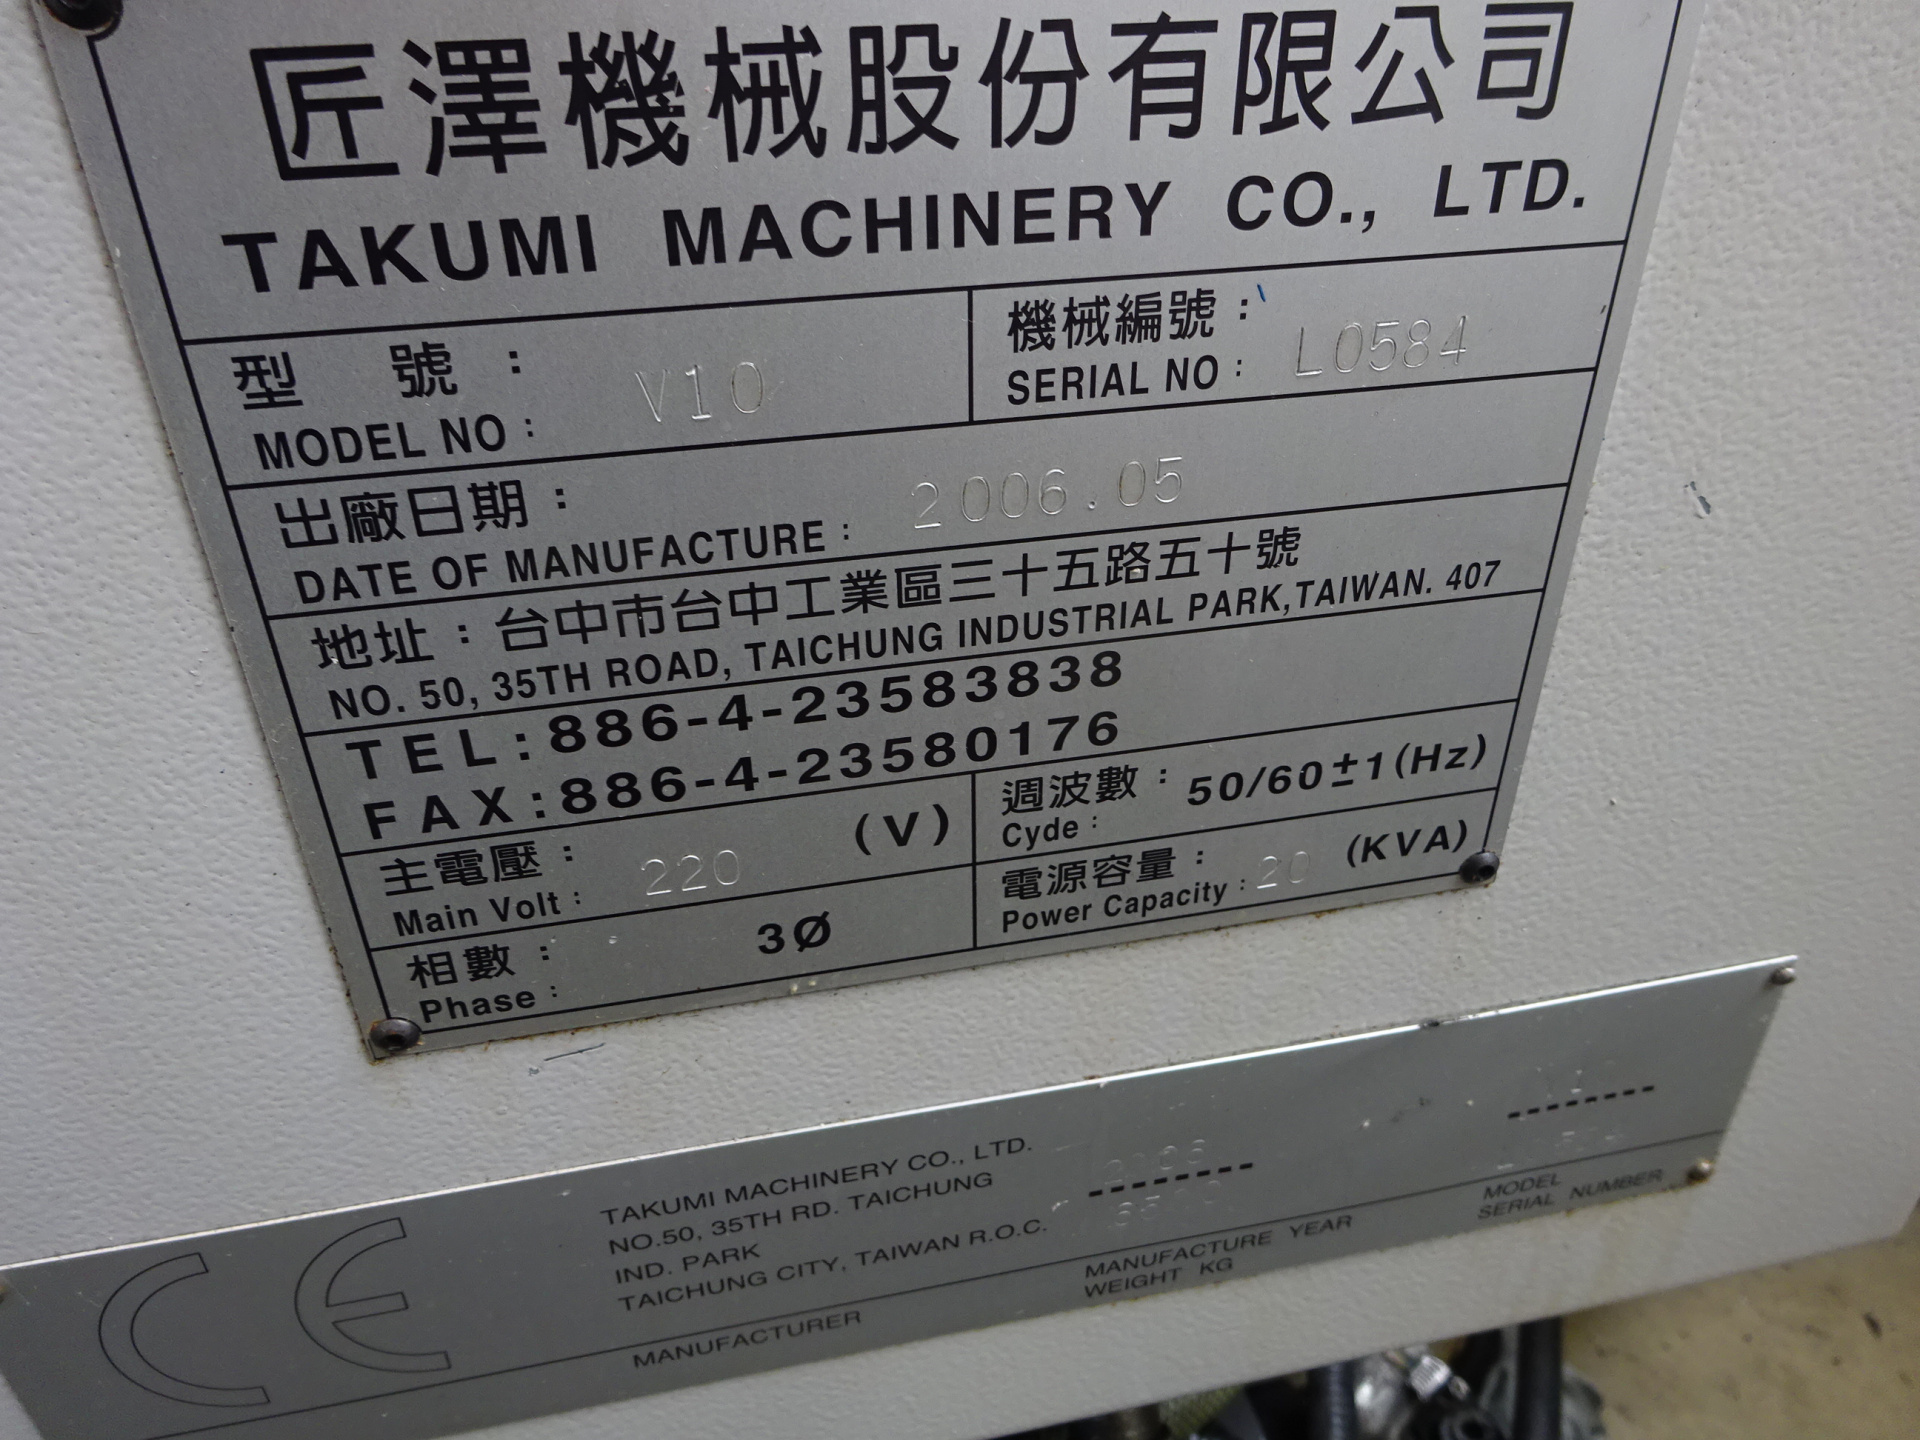 匠澤機械股份有限公司
TAKUMI MACHINERY CO., LTD.
型 號：
MODEL NO： V10
機械編號：
SERIAL NO： L0584
出廠日期：
DATE OF MANUFACTURE： 2006.05
地址：台中市台中工業區三十五路五十號
NO. 50, 35TH ROAD, TAICHUNG INDUSTRIAL PARK,TAIWAN. 407
TEL:886-4-23583838
FAX:886-4-23580176
主電壓： (V)
Main Volt： 220
週波數： 50/60±1(Hz)
Cyde：
電源容量： (KVA)
Power Capacity： 20
相數： 3Ø
Phase：
CE
TAKUMI MACHINERY CO., LTD.
NO.50, 35TH RD. TAICHUNG
IND. PARK
TAICHUNG CITY, TAIWAN R.O.C.
MANUFACTURER
2006
MANUFACTURE YEAR
WEIGHT KG
MODEL
SERIAL NUMBER